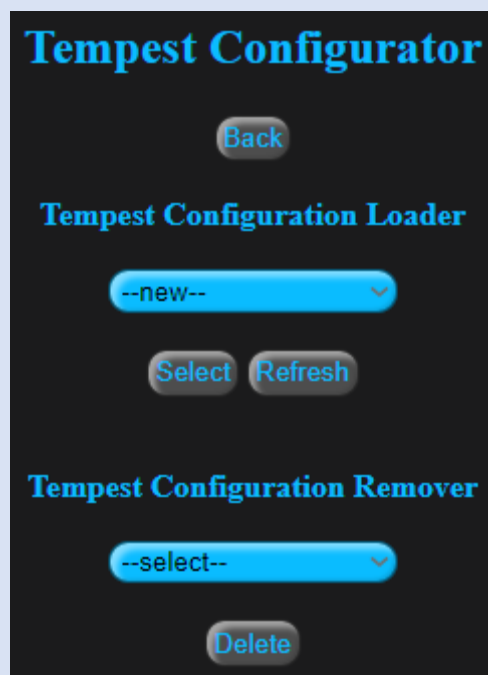 Tempest Configurator
Back
Tempest Configuration Loader
--new--
Select Refresh
Tempest Configuration Remover
--select--
Delete